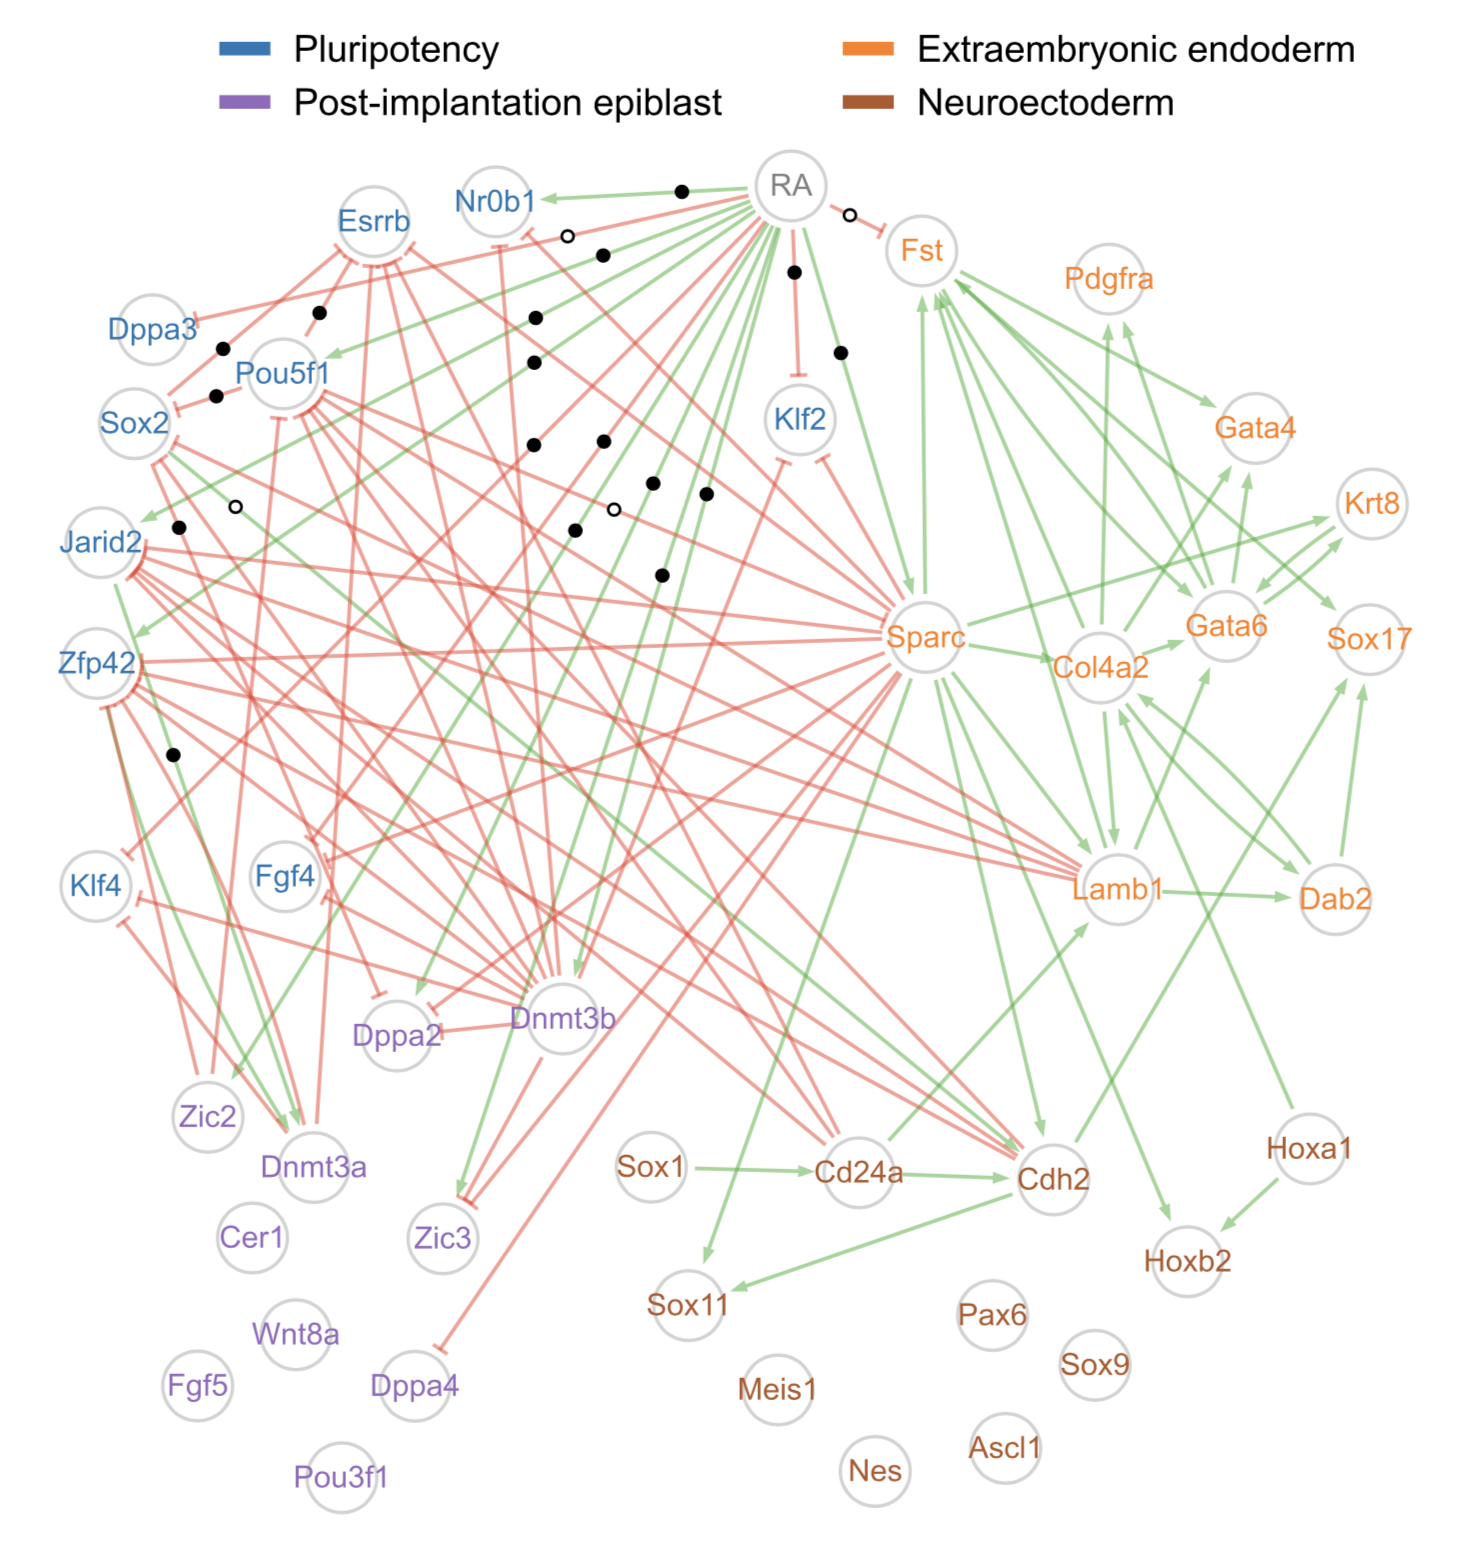 Pluripotency
Extraembryonic endoderm
Post-implantation epiblast
Neuroectoderm
RA
Nr0b1
Esrrb
Fst
Pdgfra
Dppa3
Pou5f1
Sox2
Klf2
Gata4
Krt8
Jarid2
Gata6
Sparc
Sox17
Zfp42
Col4a2
Klf4
Fgf4
Lamb1
Dab2
Dnmt3b
Dppa2
Zic2
Dnmt3a
Sox1
Cd24a
Cdh2
Hoxa1
Cer1
Zic3
Hoxb2
Sox11
Pax6
Wnt8a
Sox9
Fgf5
Dppa4
Meis1
Ascl1
Nes
Pou3f1